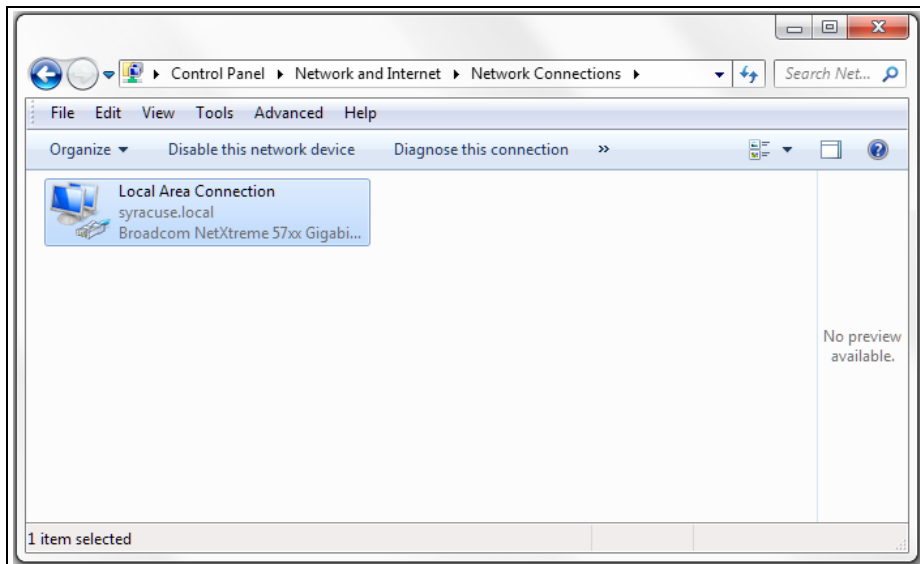 Control Panel Network and Internet Network Connections
Search Net...
File Edit View Tools Advanced Help
Organize Disable this network device Diagnose this connection »
Local Area Connection
syracuse.local
Broadcom NetXtreme 57xx Gigabi...
No preview
available.
1 item selected